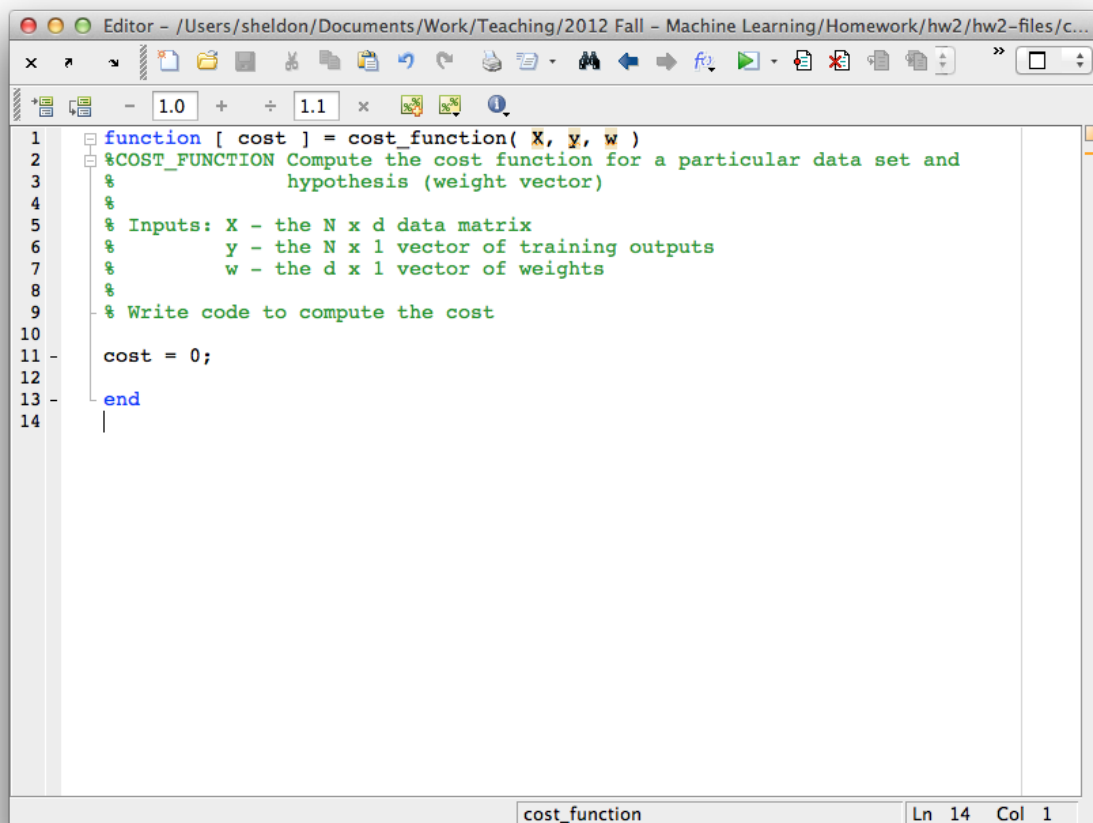 Editor - /Users/sheldon/Documents/Work/Teaching/2012 Fall - Machine Learning/Homework/hw2/hw2-files/c...
- 1.0 + ÷ 1.1 ×
1 function [ cost ] = cost_function( X, y, w )
2 %COST_FUNCTION Compute the cost function for a particular data set and
3 % hypothesis (weight vector)
4 %
5 % Inputs: X - the N x d data matrix
6 % y - the N x 1 vector of training outputs
7 % w - the d x 1 vector of weights
8 %
9 % Write code to compute the cost
10
11 - cost = 0;
12
13 - end
14
cost_function Ln 14 Col 1